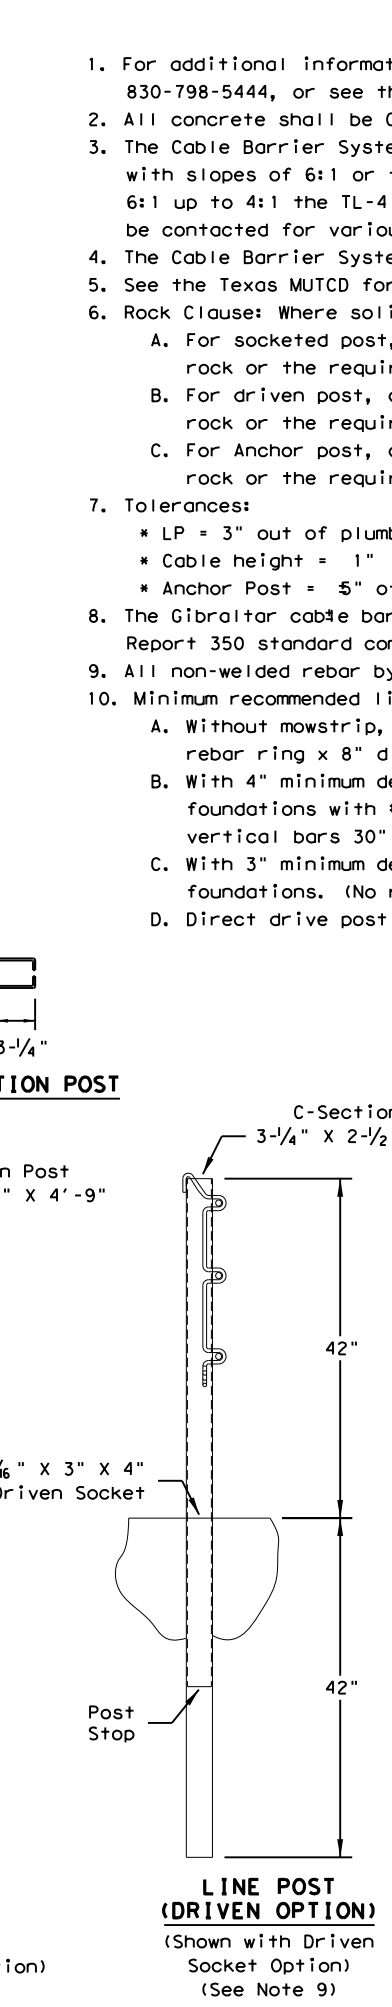 1. For additional informat
830-798-5444, or see th
2. All concrete shall be C
3. The Cable Barrier Syste
with slopes of 6:1 or
6:1 up to 4:1 the TL-4
be contacted for variou
4. The Cable Barrier Syste
5. See the Texas MUTCD for
6. Rock Clause: Where soli
A. For socketed post,
rock or the requir
B. For driven post,
rock or the requir
C. For Anchor post,
rock or the requir
7. Tolerances:
* LP = 3" out of plumb
* Cable height = 1"
* Anchor Post = 5" o
8. The Gibraltar cable bar
Report 350 standard con
9. All non-welded rebar by
10. Minimum recommended li
A. Without mowstrip,
rebar ring x 8" d
B. With 4" minimum de
foundations with
vertical bars 30"
C. With 3" minimum de
foundations. (No r
D. Direct drive post
3-1/4"
TION POST
C-Section
3-1/4" X 2-1/2
n Post
" X 4'-9"
42"
16" X 3" X 4"
Driven Socket
42"
Post
Stop
LINE POST
(DRIVEN OPTION)
(Shown with Driven
Socket Option)
(See Note 9)
tion)